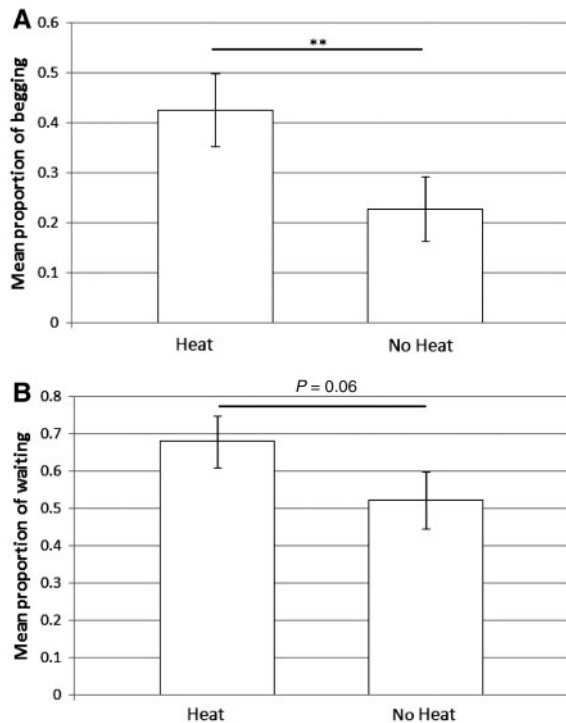 A
Mean proportion of begging
0.6
0.5
0.4
0.3
0.2
0.1
0
**
Heat No Heat
B
Mean proportion of waiting
0.8
0.7
0.6
0.5
0.4
0.3
0.2
0.1
0
P = 0.06
Heat No Heat